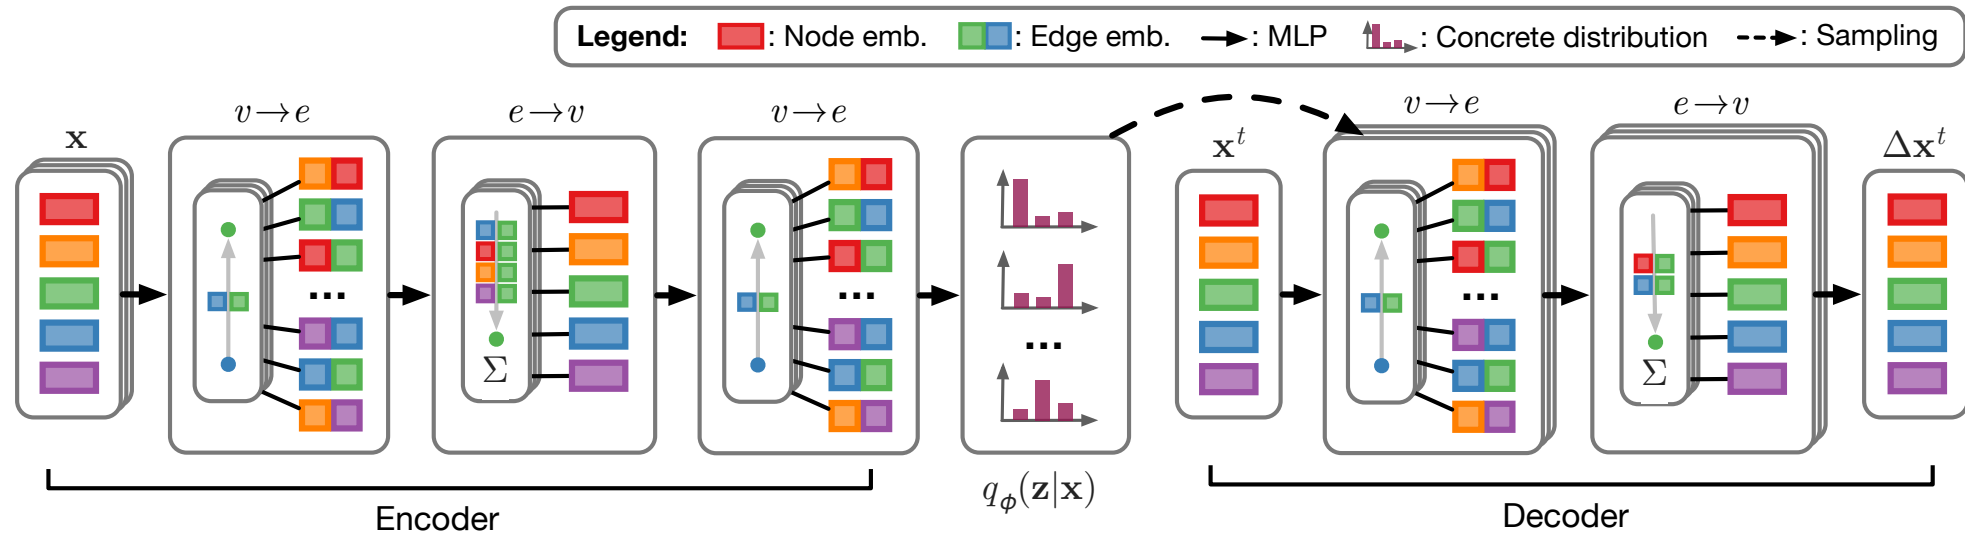 Legend: : Node emb. : Edge emb. : MLP : Concrete distribution : Sampling
x
v→e
e→v
v→e
x^t
v→e
e→v
Δx^t
...
Σ
...
...
...
Σ
q_ϕ(z|x)
Encoder
Decoder